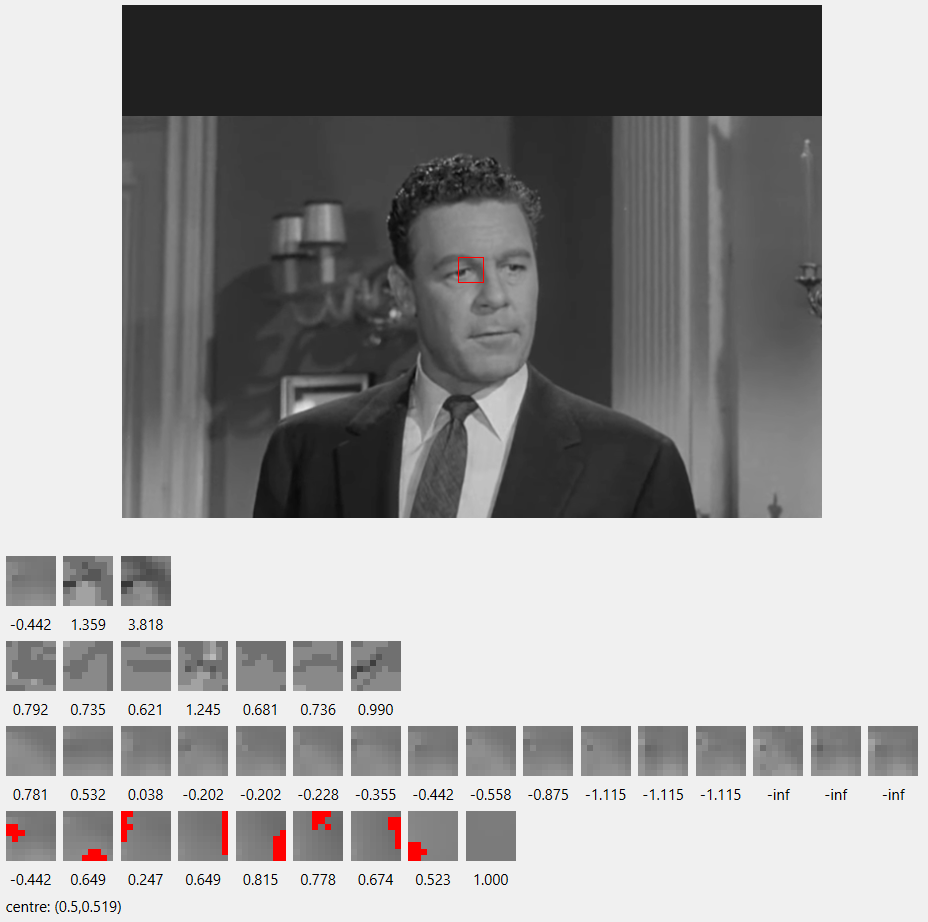 -0.442 1.359 3.818
0.792 0.735 0.621 1.245 0.681 0.736 0.990
0.781 0.532 0.038 -0.202 -0.202 -0.228 -0.355 -0.442 -0.558 -0.875 -1.115 -1.115 -1.115 -inf -inf -inf
-0.442 0.649 0.247 0.649 0.815 0.778 0.674 0.523 1.000
centre: (0.5,0.519)